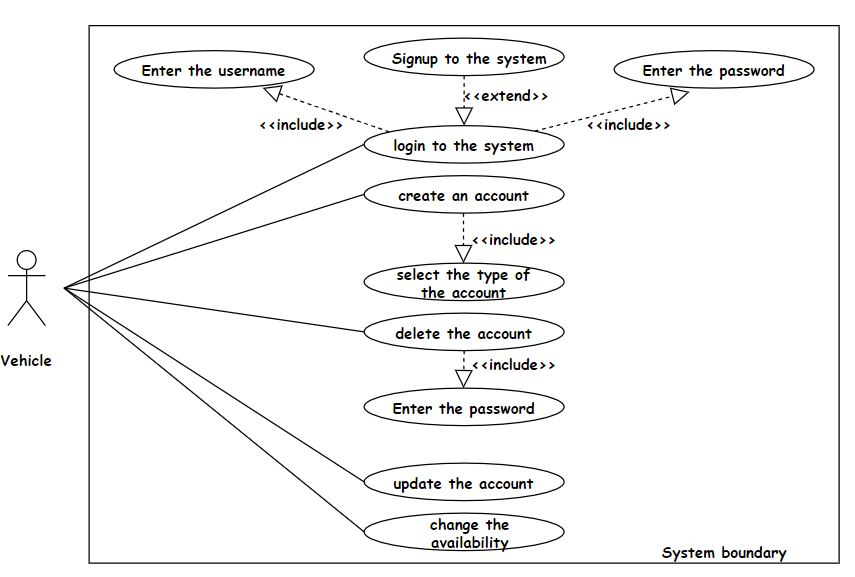 Signup to the system
Enter the username
Enter the password
<<extend>>
<<include>>
<<include>>
login to the system
create an account
<<include>>
select the type of
the account
delete the account
Vehicle
<<include>>
Enter the password
update the account
change the
availability
System boundary